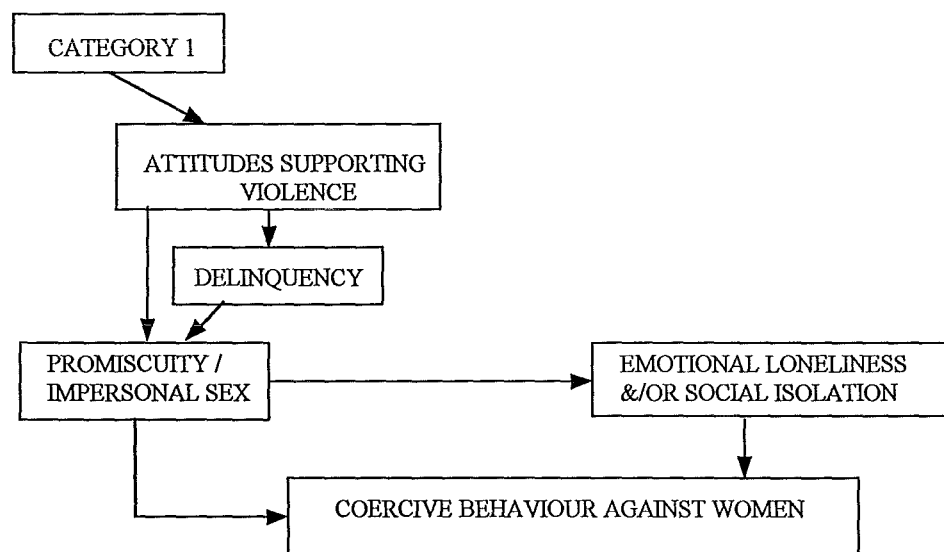 CATEGORY 1
ATTITUDES SUPPORTING
VIOLENCE
DELINQUENCY
PROMISCUITY /
IMPERSONAL SEX
EMOTIONAL LONELINESS
&/OR SOCIAL ISOLATION
COERCIVE BEHAVIOUR AGAINST WOMEN